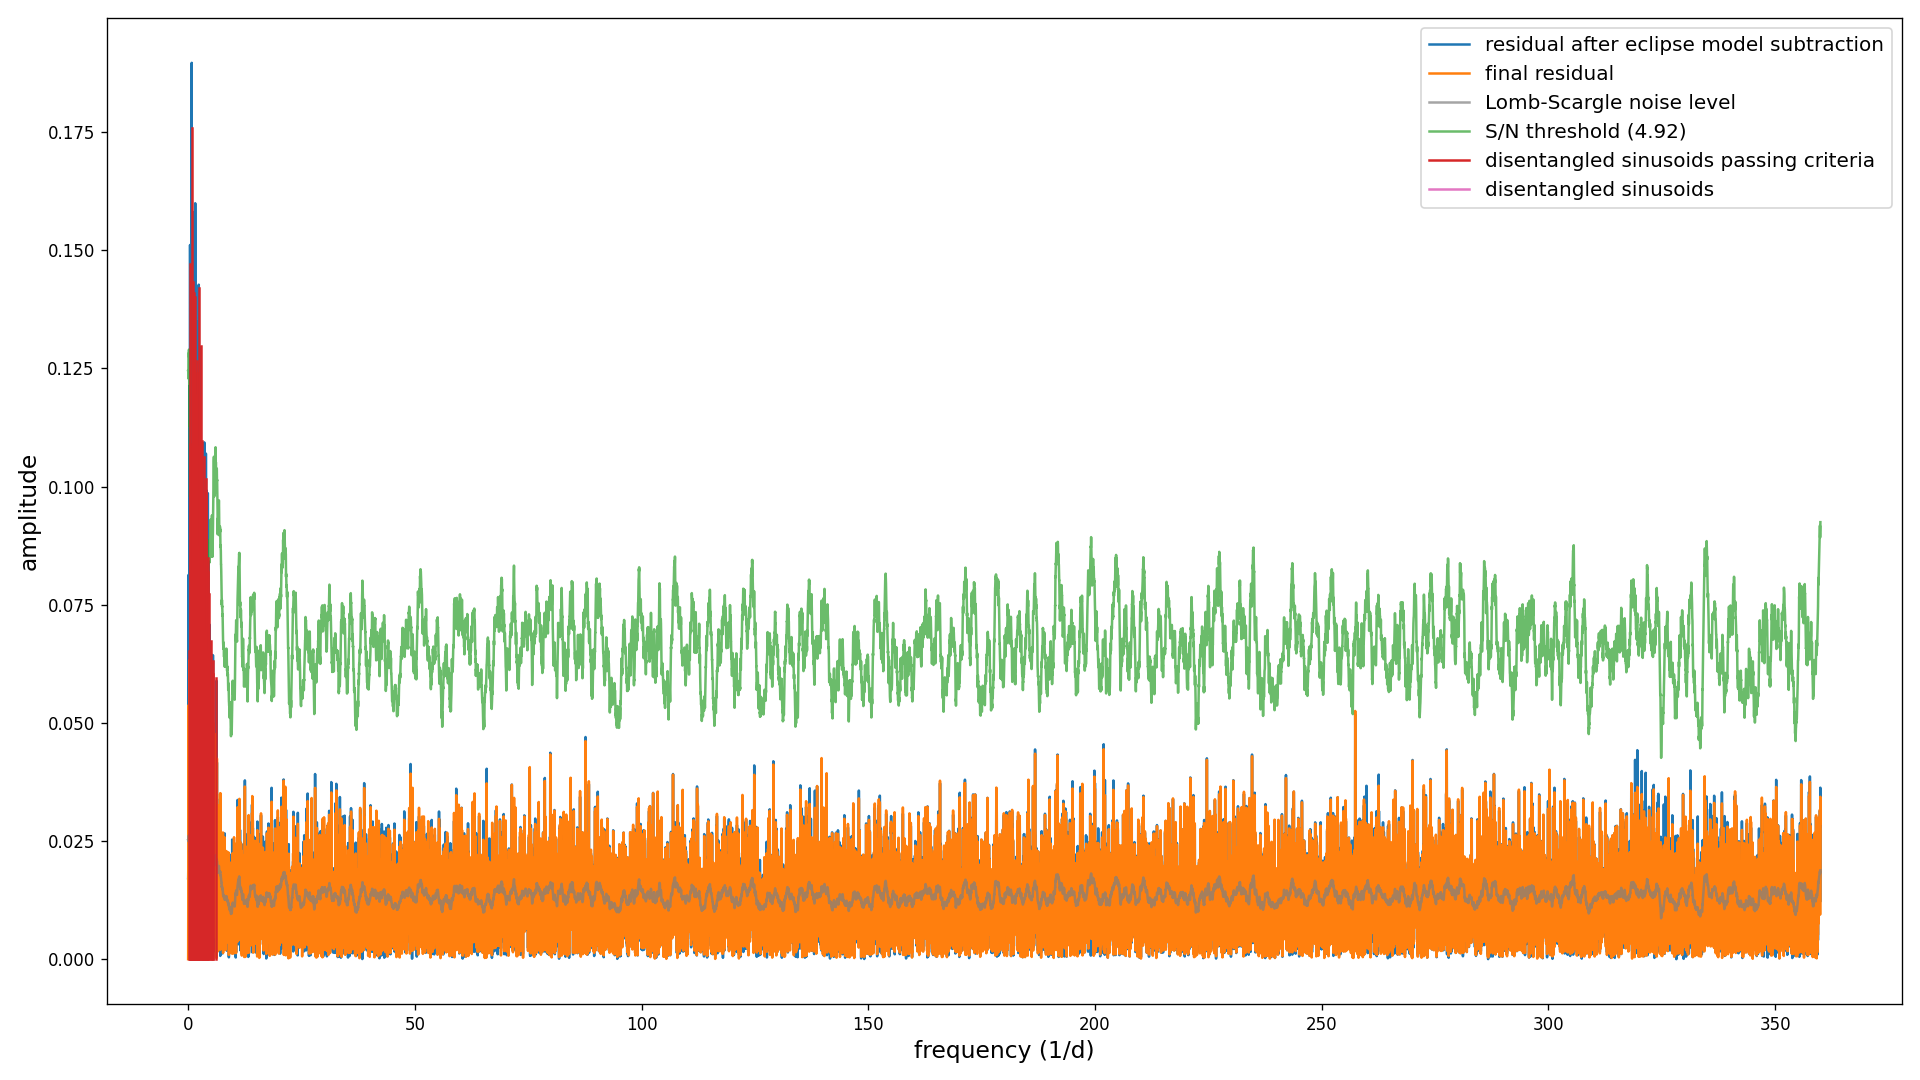 residual after eclipse model subtraction
final residual
Lomb-Scargle noise level
S/N threshold (4.92)
disentangled sinusoids passing criteria
disentangled sinusoids
0.175
0.150
0.125
0.100
0.075
0.050
0.025
0.000
amplitude
0 50 100 150 200 250 300 350
frequency (1/d)